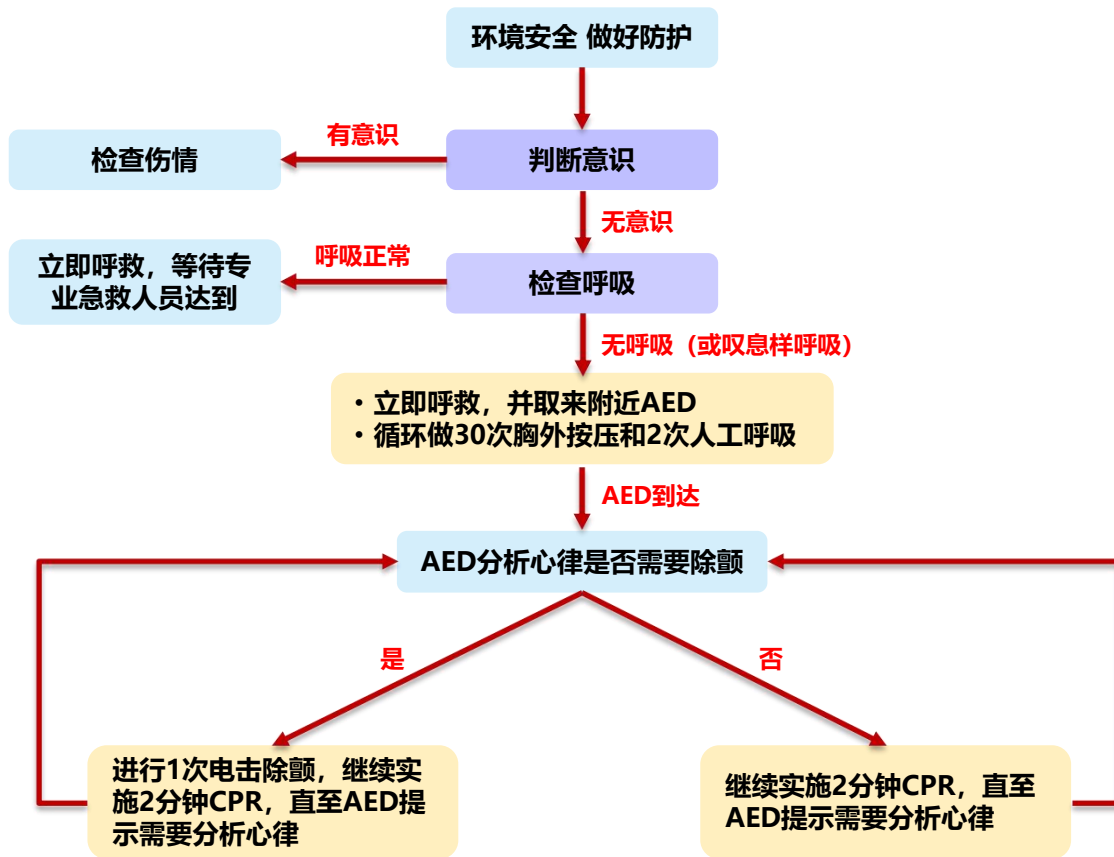 环境安全 做好防护
有意识
检查伤情
判断意识
无意识
呼吸正常
立即呼救，等待专
业急救人员达到
检查呼吸
无呼吸（或叹息样呼吸）
・立即呼救，并取来附近AED
・循环做30次胸外按压和2次人工呼吸
AED到达
AED分析心律是否需要除颤
是
否
进行1次电击除颤，继续实
施2分钟CPR，直至AED提
示需要分析心律
继续实施2分钟CPR，直至
AED提示需要分析心律